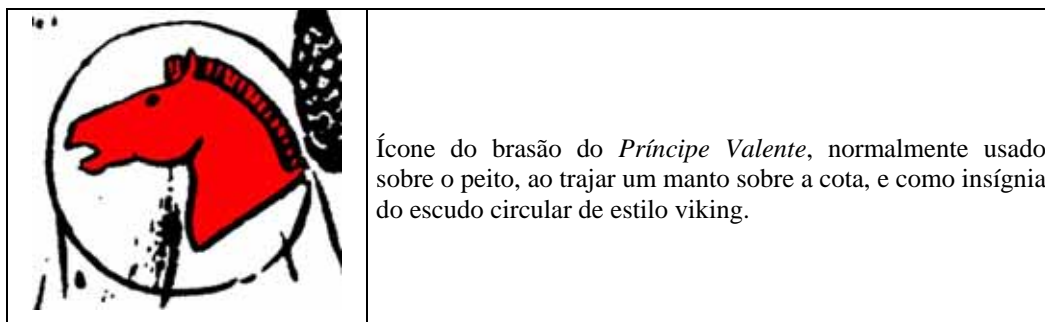 Ícone do brasão do Príncipe Valente, normalmente usado
sobre o peito, ao trajar um manto sobre a cota, e como insígnia
do escudo circular de estilo viking.